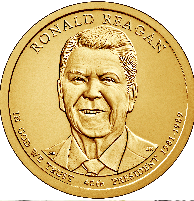 RONALD REAGAN
IN GOD WE TRUST 40TH PRESIDENT 1981-1989